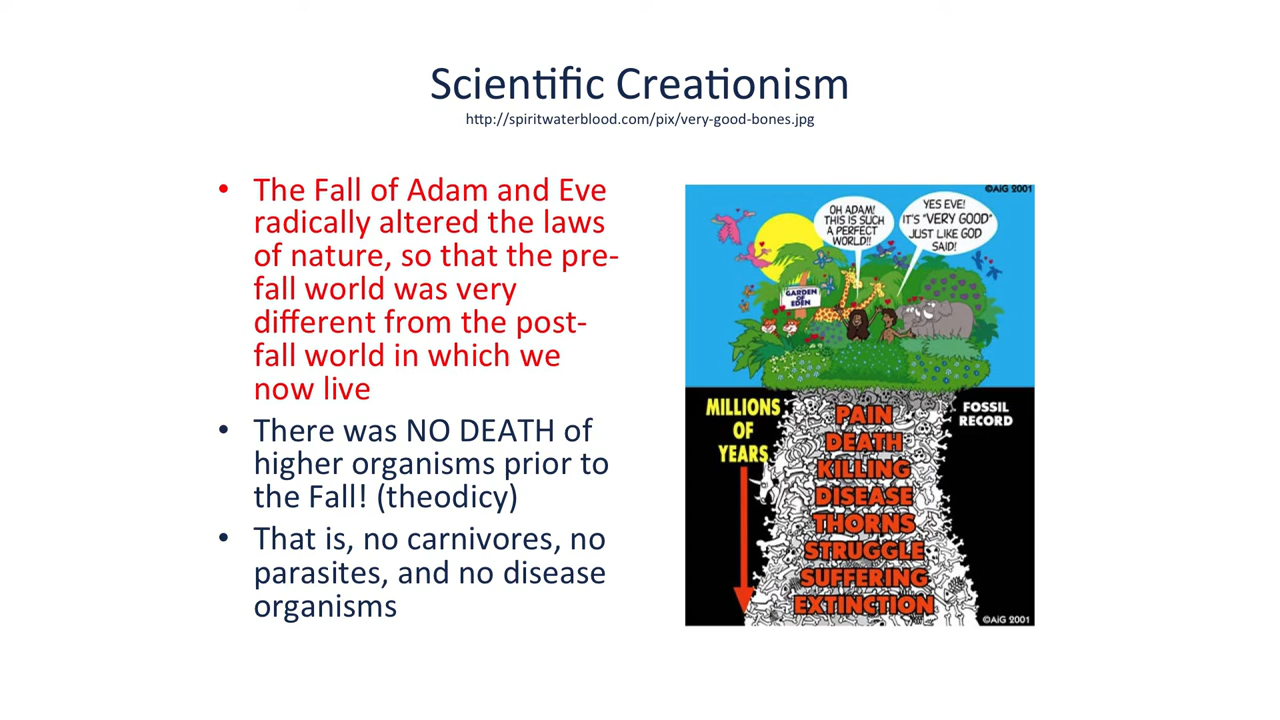 Scientific Creationism
http://spiritwaterblood.com/pix/very-good-bones.jpg
• The Fall of Adam and Eve
radically altered the laws
of nature, so that the pre-
fall world was very
different from the post-
fall world in which we
now live
• There was NO DEATH of
higher organisms prior to
the Fall! (theodicy)
• That is, no carnivores, no
parasites, and no disease
organisms
©AiG 2001
OH ADAM!
THIS IS SUCH
A PERFECT
WORLD!!
YES EVE!
IT'S "VERY GOOD"
JUST LIKE GOD
SAID!
GARDEN
OF
EDEN
MILLIONS
OF
YEARS
FOSSIL
RECORD
PAIN
DEATH
KILLING
DISEASE
THORNS
STRUGGLE
SUFFERING
EXTINCTION
©AiG 2001